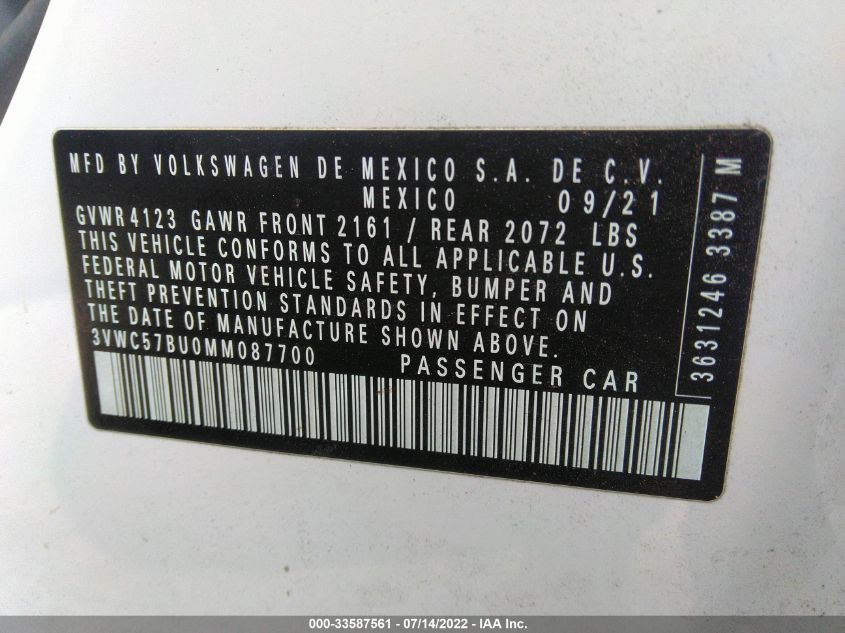 MFD BY VOLKSWAGEN DE MEXICO S.A. DE C.V.
MEXICO 09/21
GVWR 4123 GAWR FRONT 2161 / REAR 2072 LBS
THIS VEHICLE CONFORMS TO ALL APPLICABLE U.S.
FEDERAL MOTOR VEHICLE SAFETY, BUMPER AND
THEFT PREVENTION STANDARDS IN EFFECT ON
THE DATE OF MANUFACTURE SHOWN ABOVE.
3VWC57BU0MM087700 PASSENGER CAR
3631246 3387 M
000-33587561 - 07/14/2022 - IAA Inc.